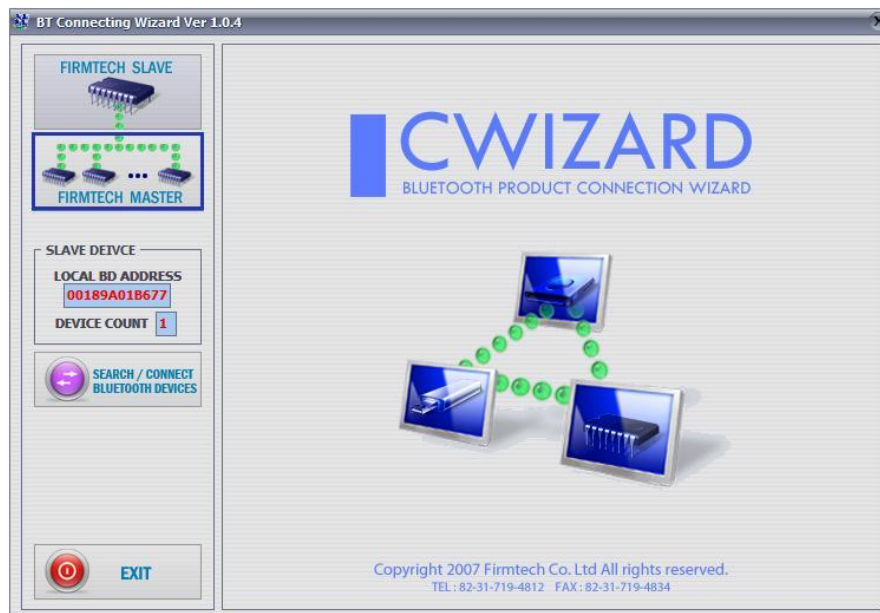 BT Connecting Wizard Ver 1.0.4
FIRMTECH SLAVE
FIRMTECH MASTER
SLAVE DEIVCE
LOCAL BD ADDRESS
00189A01B677
DEVICE COUNT 1
SEARCH / CONNECT
BLUETOOTH DEVICES
EXIT
CWIZARD
BLUETOOTH PRODUCT CONNECTION WIZARD
Copyright 2007 Firmtech Co. Ltd All rights reserved.
TEL : 82-31-719-4812 FAX : 82-31-719-4834